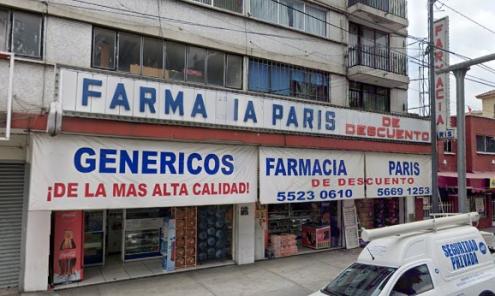 FARMA IA PARIS
DE
DESCUENTO
FARMACIA
PARIS
GENERICOS
¡DE LA MAS ALTA CALIDAD!
FARMACIA PARIS
DE DESCUENTO
5523 0610 5669 1253
SEGURIDAD
PRIVADA